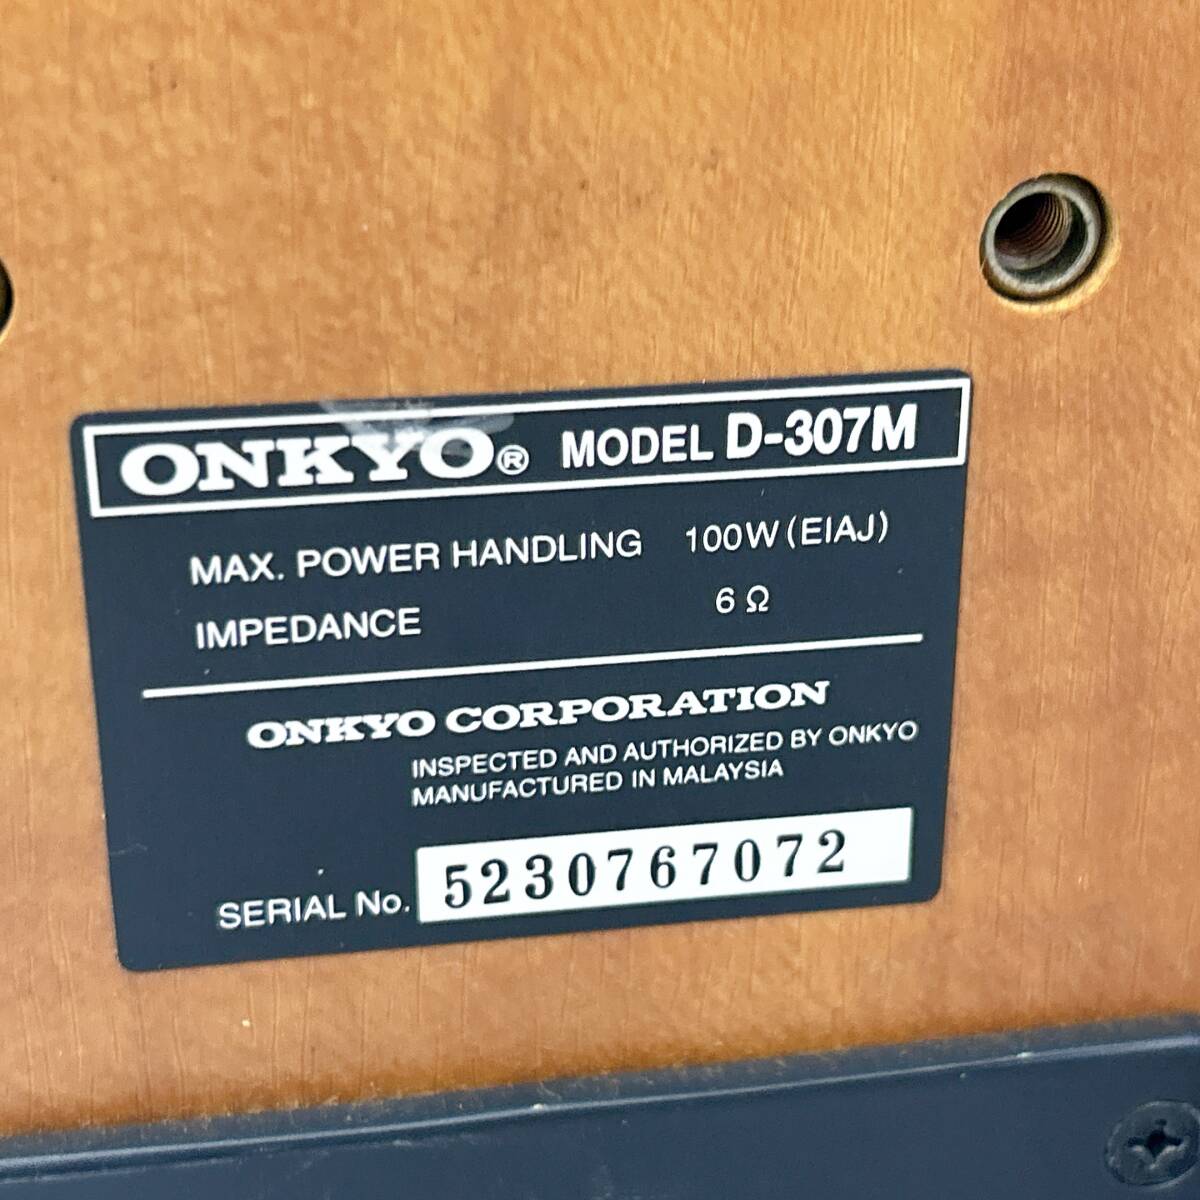 ONKYO® MODEL D-307M
MAX. POWER HANDLING 100W (EIAJ)
IMPEDANCE 6 Ω
ONKYO CORPORATION
INSPECTED AND AUTHORIZED BY ONKYO
MANUFACTURED IN MALAYSIA
SERIAL No. 5230767072